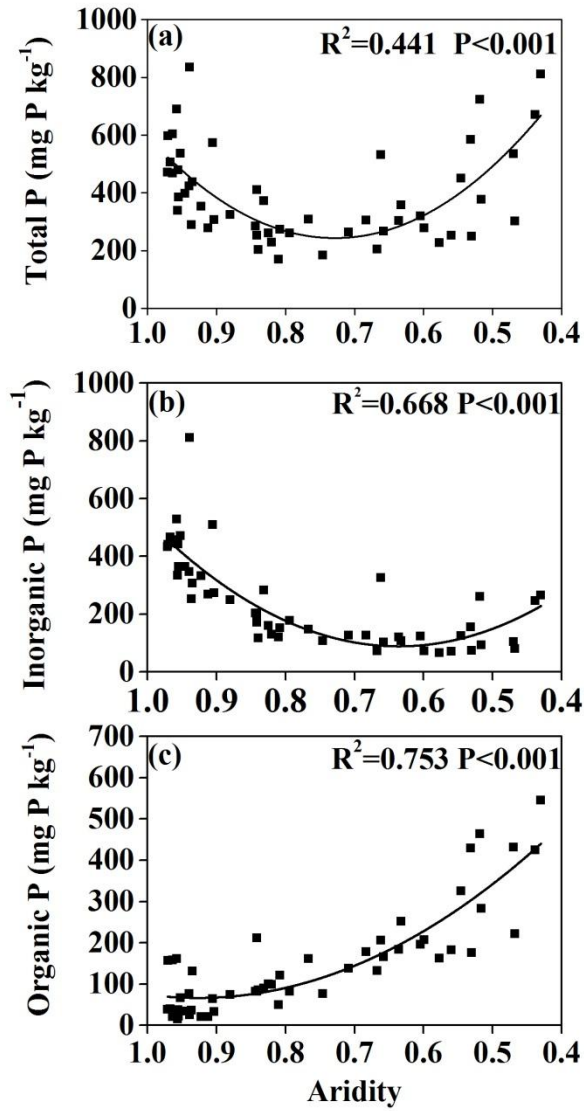 (a)
R²=0.441 P<0.001
Total P (mg P kg⁻¹)
1000
800
600
400
200
0
1.0 0.9 0.8 0.7 0.6 0.5 0.4
(b)
R²=0.668 P<0.001
Inorganic P (mg P kg⁻¹)
1000
800
600
400
200
0
1.0 0.9 0.8 0.7 0.6 0.5 0.4
(c)
R²=0.753 P<0.001
Organic P (mg P kg⁻¹)
700
600
500
400
300
200
100
0
1.0 0.9 0.8 0.7 0.6 0.5 0.4
Aridity